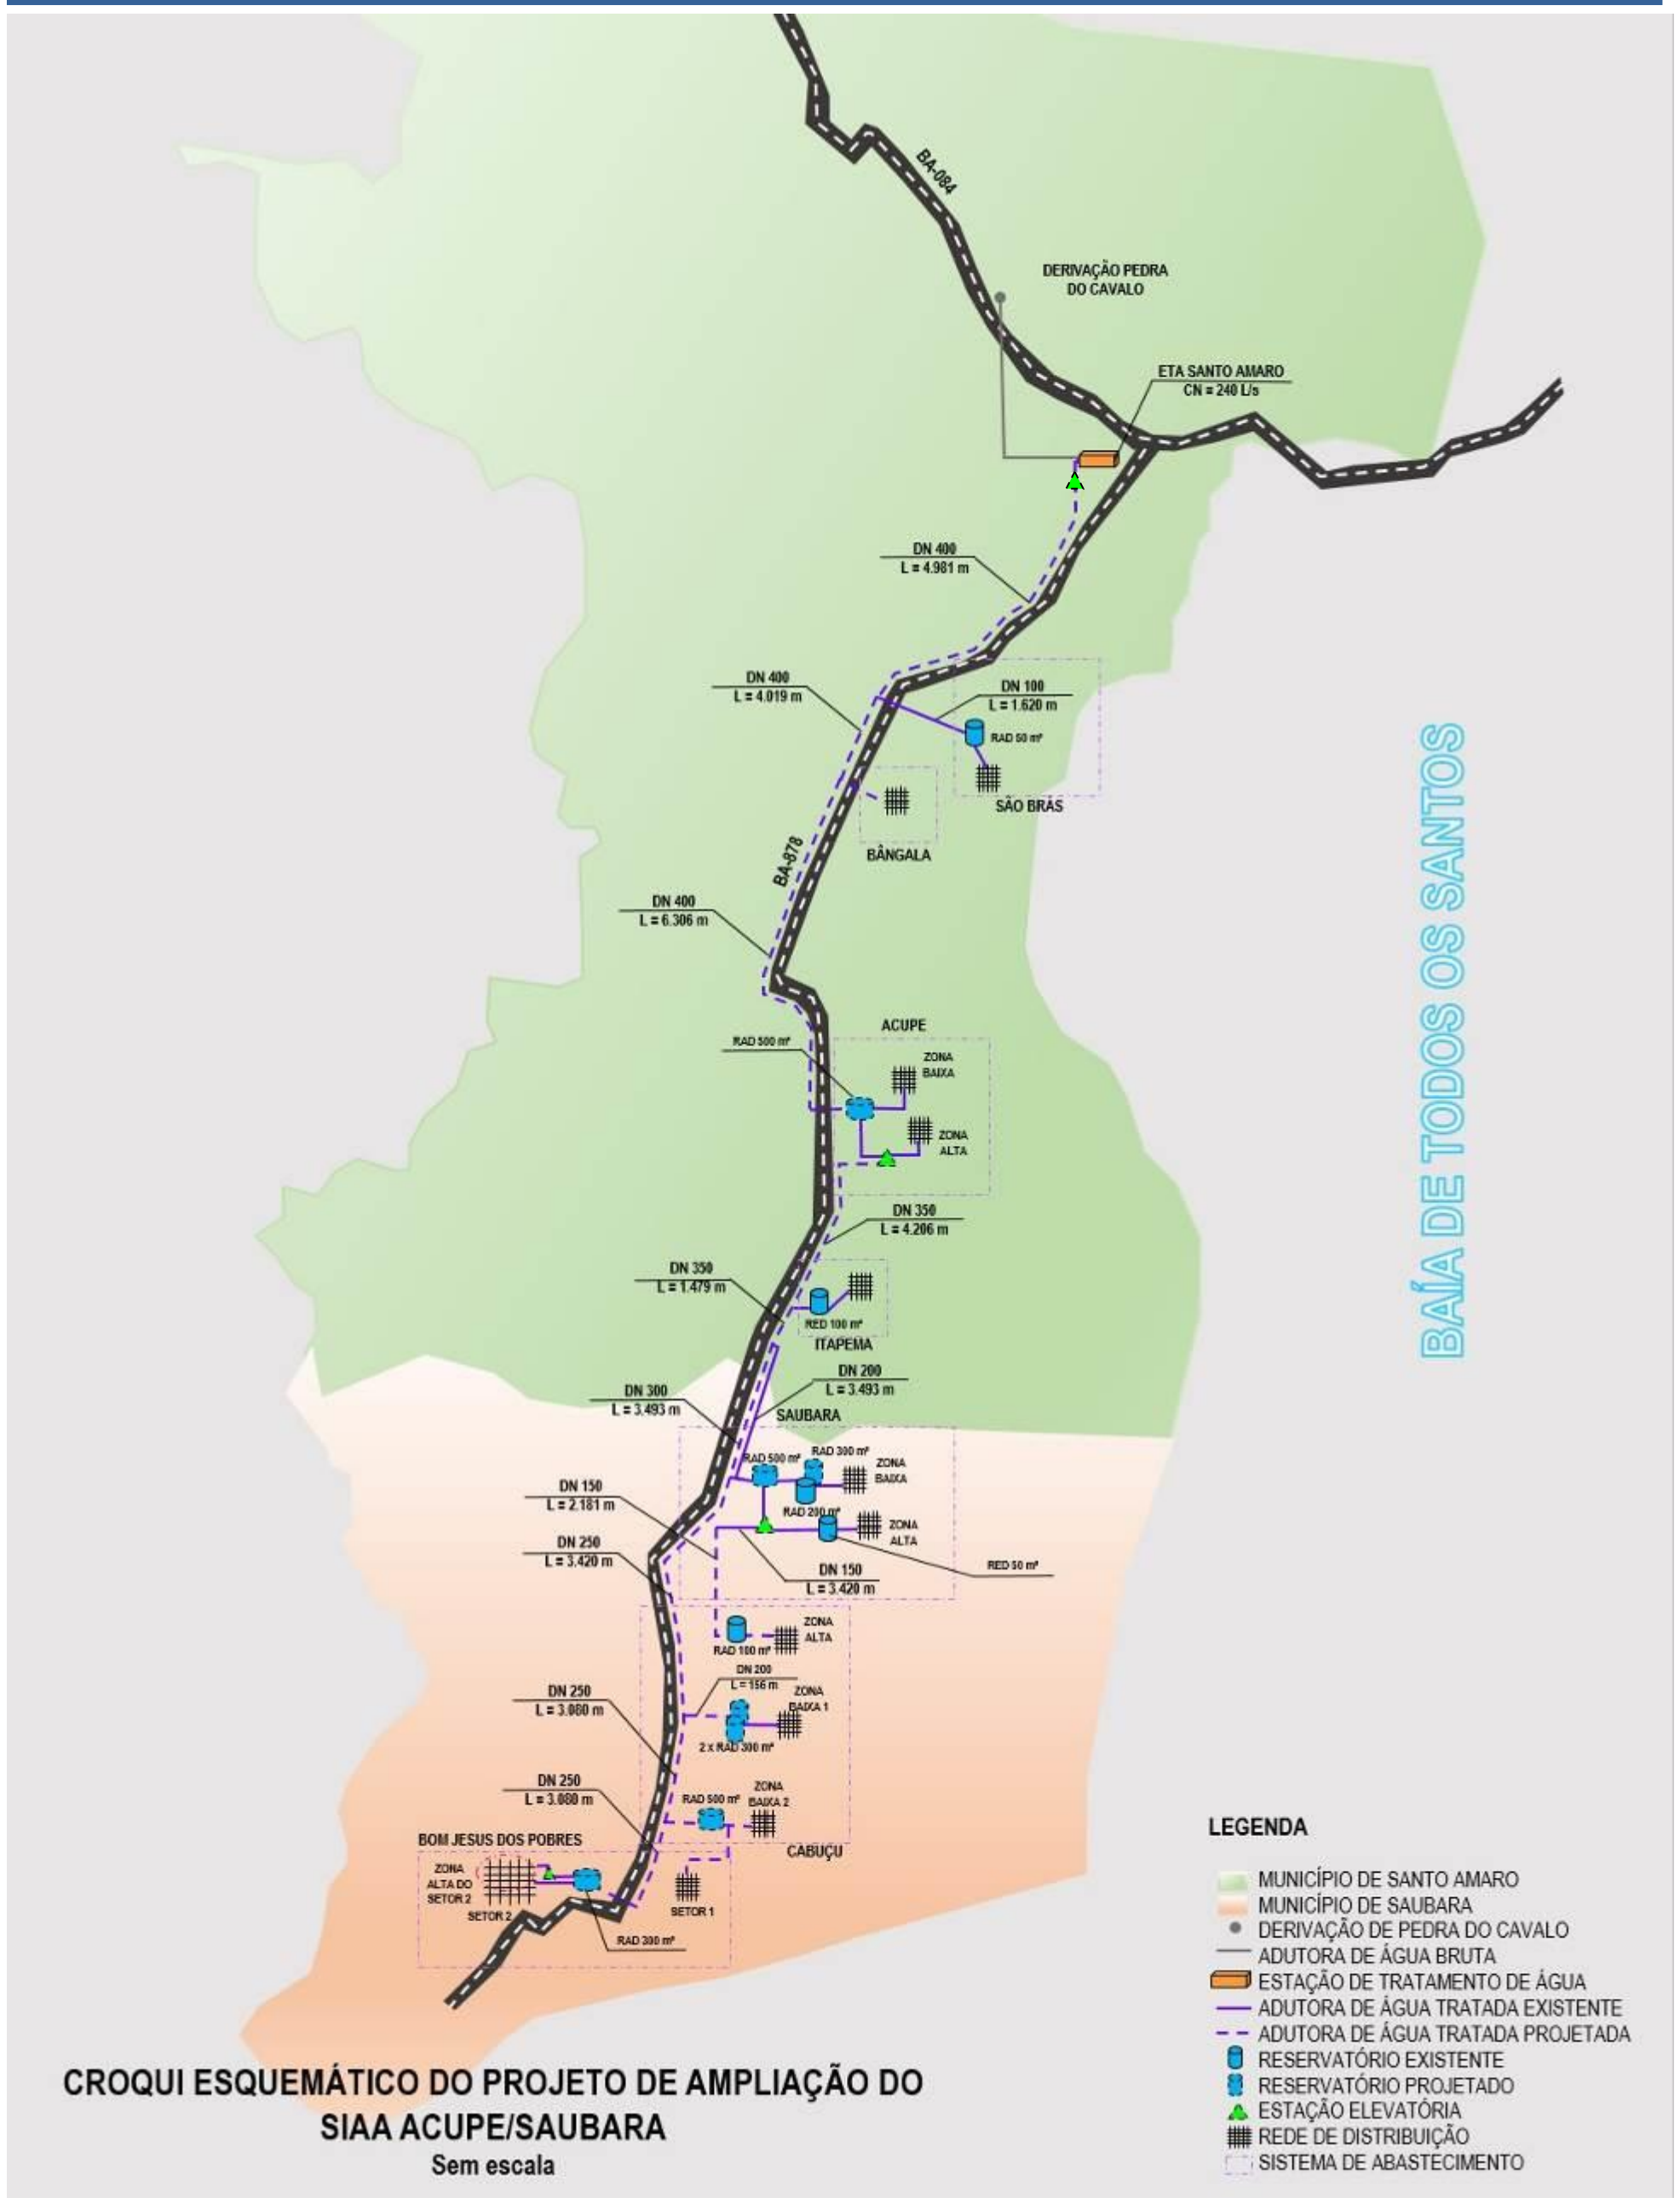 BA-084
DERIVAÇÃO PEDRA
DO CAVALO
ETA SANTO AMARO
CN = 240 L/s
DN 400
L = 4.981 m
DN 400
L = 4.019 m
DN 100
L = 1.620 m
RAD 50 m³
SÃO BRÁS
BÂNGALA
BA-878
DN 400
L = 6.306 m
BAÍA DE TODOS OS SANTOS
ACUPE
RAD 500 m³
ZONA
BAIXA
ZONA
ALTA
DN 350
L = 4.206 m
DN 350
L = 1.479 m
RED 100 m³
ITAPEMA
DN 200
L = 3.493 m
DN 300
L = 3.493 m
SAUBARA
RAD 500 m³
RAD 300 m³
ZONA
BAIXA
DN 150
L = 2.181 m
RAD 200 m³
ZONA
ALTA
DN 250
L = 3.420 m
RED 50 m³
DN 150
L = 3.420 m
ZONA
ALTA
RAD 100 m³
DN 200
L = 156 m
ZONA
BAIXA 1
DN 250
L = 3.080 m
2 x RAD 300 m³
DN 250
L = 3.080 m
ZONA
BAIXA 2
RAD 500 m³
CABUÇU
BOM JESUS DOS POBRES
ZONA
ALTA DO
SETOR 2
SETOR 2
SETOR 1
RAD 300 m³
LEGENDA
MUNICÍPIO DE SANTO AMARO
MUNICÍPIO DE SAUBARA
DERIVAÇÃO DE PEDRA DO CAVALO
ADUTORA DE ÁGUA BRUTA
ESTAÇÃO DE TRATAMENTO DE ÁGUA
ADUTORA DE ÁGUA TRATADA EXISTENTE
ADUTORA DE ÁGUA TRATADA PROJETADA
RESERVATÓRIO EXISTENTE
RESERVATÓRIO PROJETADO
ESTAÇÃO ELEVATÓRIA
REDE DE DISTRIBUIÇÃO
SISTEMA DE ABASTECIMENTO
CROQUI ESQUEMÁTICO DO PROJETO DE AMPLIAÇÃO DO
SIAA ACUPE/SAUBARA
Sem escala